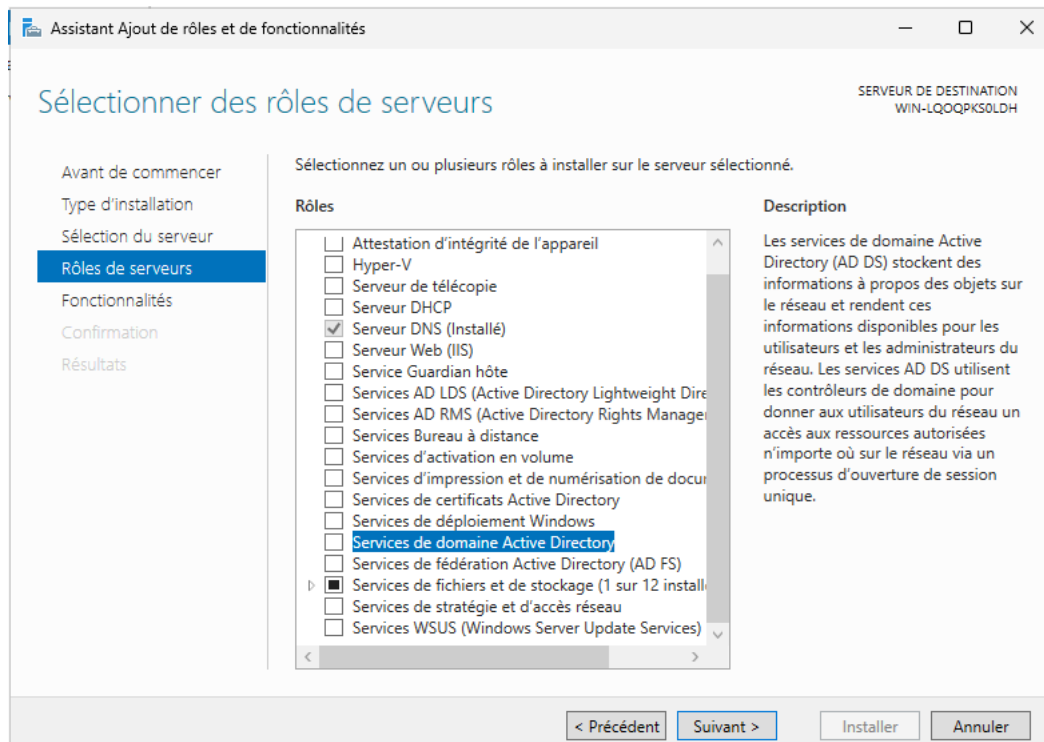 Assistant Ajout de rôles et de fonctionnalités
Sélectionner des rôles de serveurs
SERVEUR DE DESTINATION
WIN-LQOQPKS0LDH
Avant de commencer
Type d'installation
Sélection du serveur
Rôles de serveurs
Fonctionnalités
Confirmation
Résultats
Sélectionnez un ou plusieurs rôles à installer sur le serveur sélectionné.
Rôles
Attestation d'intégrité de l'appareil
Hyper-V
Serveur de télécopie
Serveur DHCP
Serveur DNS (Installé)
Serveur Web (IIS)
Service Guardian hôte
Services AD LDS (Active Directory Lightweight Dire
Services AD RMS (Active Directory Rights Manager
Services Bureau à distance
Services d'activation en volume
Services d'impression et de numérisation de docum
Services de certificats Active Directory
Services de déploiement Windows
Services de domaine Active Directory
Services de fédération Active Directory (AD FS)
Services de fichiers et de stockage (1 sur 12 installé
Services de stratégie et d'accès réseau
Services WSUS (Windows Server Update Services)
Description
Les services de domaine Active
Directory (AD DS) stockent des
informations à propos des objets sur
le réseau et rendent ces
informations disponibles pour les
utilisateurs et les administrateurs du
réseau. Les services AD DS utilisent
les contrôleurs de domaine pour
donner aux utilisateurs du réseau un
accès aux ressources autorisées
n'importe où sur le réseau via un
processus d'ouverture de session
unique.
< Précédent
Suivant >
Installer
Annuler